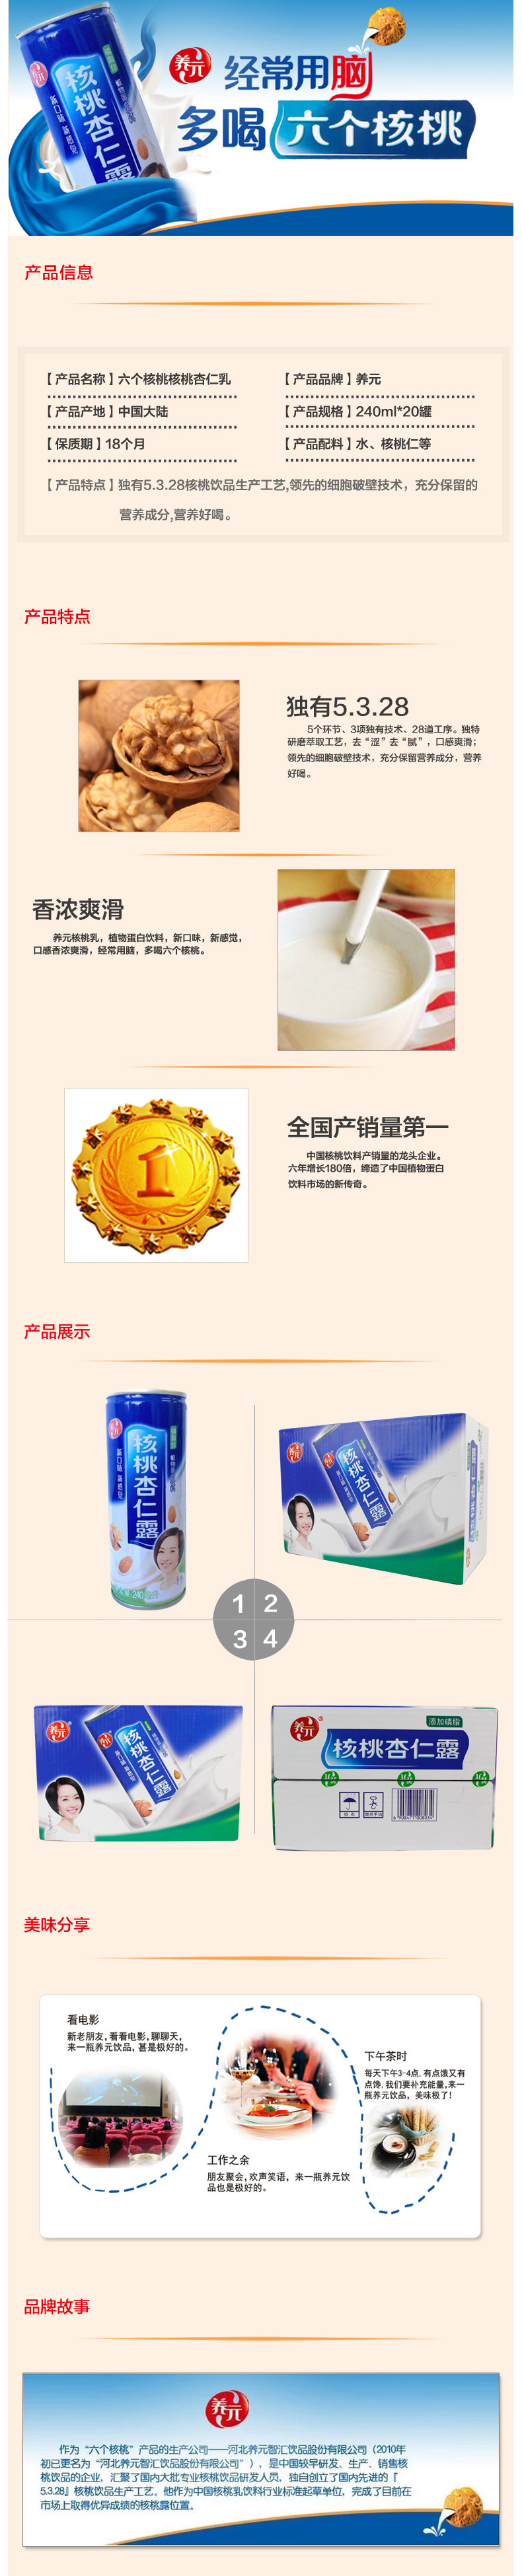 养元
核桃杏仁露
新口味 新感觉
养元
经常用脑
多喝六个核桃
产品信息
【产品名称】六个核桃核桃杏仁乳
【产品品牌】养元
【产品产地】中国大陆
【产品规格】240ml*20罐
【保质期】18个月
【产品配料】水、核桃仁等
【产品特点】独有5.3.28核桃饮品生产工艺,领先的细胞破壁技术，充分保留的
营养成分,营养好喝。
产品特点
独有5.3.28
5个环节、3项独有技术、28道工序。独特
研磨萃取工艺，去“涩”去“腻”，口感爽滑；
领先的细胞破壁技术，充分保留营养成分，营养
好喝。
香浓爽滑
养元核桃乳，植物蛋白饮料，新口味，新感觉，
口感香浓爽滑，经常用脑，多喝六个核桃。
1
全国产销量第一
中国核桃饮料产销量的龙头企业。
六年增长180倍，缔造了中国植物蛋白
饮料市场的新传奇。
产品展示
养元
核桃杏仁露
新口味 新感觉
养元
养元
核桃杏仁露
1 2
3 4
养元
养元
核桃杏仁露
养元
添加磷脂
核桃杏仁露
美味分享
看电影
新老朋友,看看电影,聊聊天,
来一瓶养元饮品，甚是极好的。
下午茶时
每天下午3-4点,有点饿又有
点馋,我们要补充能量,来一
瓶养元饮品，美味极了!
工作之余
朋友聚会,欢声笑语，来一瓶养元饮
品也是极好的。
品牌故事
养元
作为“六个核桃”产品的生产公司——河北养元智汇饮品股份有限公司（2010年
初已更名为“河北养元智汇饮品股份有限公司”），是中国较早研发、生产、销售核
桃饮品的企业，汇聚了国内大批专业核桃饮品研发人员，独自创立了国内先进的『
5.3.28』核桃饮品生产工艺。他作为中国核桃乳饮料行业标准起草单位，完成了目前在
市场上取得优异成绩的核桃露位置。